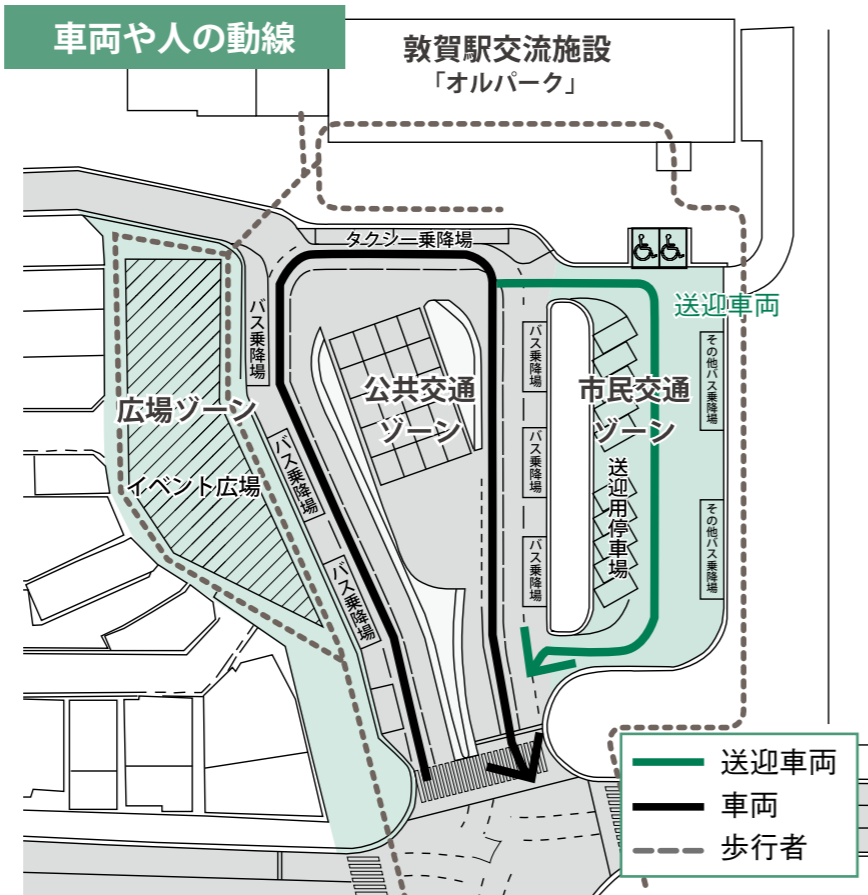 車両や人の動線
敦賀駅交流施設
「オルパーク」
タクシー乗降場
送迎車両
バス乗降場
バス乗降場
その他バス乗降場
公共交通
ゾーン
市民交通
ゾーン
広場ゾーン
イベント広場
バス乗降場
バス乗降場
送迎用停車場
その他バス乗降場
バス乗降場
バス乗降場
送迎車両
車両
歩行者